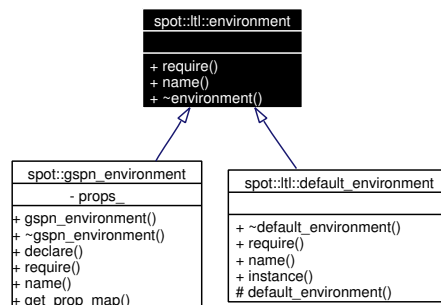 spot::ltl::environment
+ require()
+ name()
+ ~environment()
spot::gspn_environment
- props_
+ gspn_environment()
+ ~gspn_environment()
+ declare()
+ require()
+ name()
+ get_prop_map()
spot::ltl::default_environment
+ ~default_environment()
+ require()
+ name()
+ instance()
# default_environment()